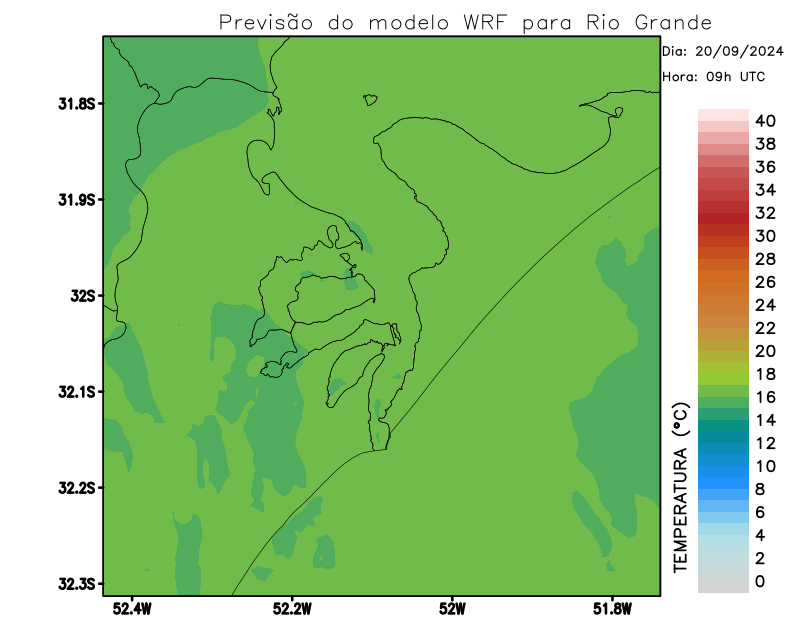 Previsão do modelo WRF para Rio Grande
Dia: 20/09/2024
Hora: 09h UTC
31.8S
31.9S
32S
32.1S
32.2S
32.3S
52.4W
52.2W
52W
51.8W
TEMPERATURA (°C)
40
38
36
34
32
30
28
26
24
22
20
18
16
14
12
10
8
6
4
2
0